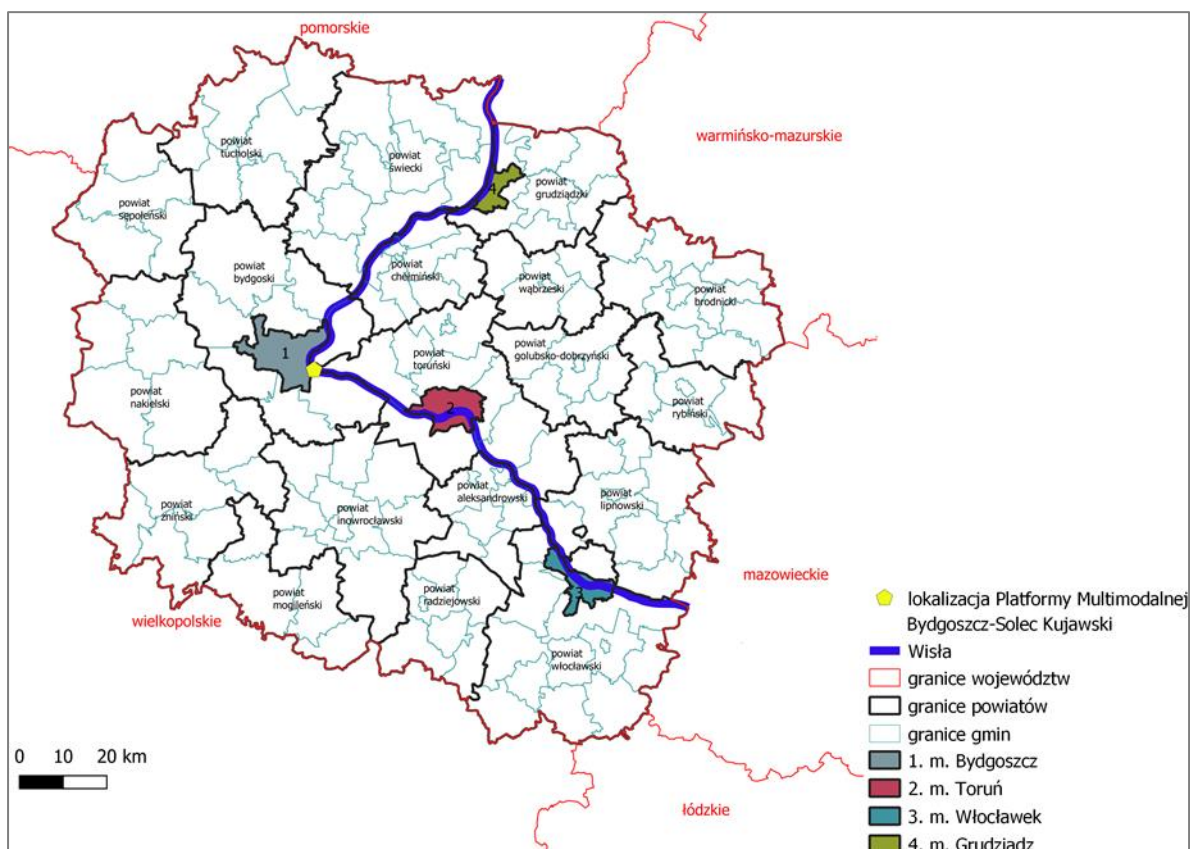 pomorskie
warmińsko-mazurskie
powiat
tucholski
powiat
świecki
4
powiat
grudziądzki
powiat
sępoleński
powiat
bydgoski
powiat
chełmiński
powiat
wąbrzeski
powiat
brodnicki
1
powiat
toruński
powiat
golubsko-dobrzyński
powiat
nakielski
2
powiat
rypiński
powiat
żniński
powiat
inowrocławski
powiat
aleksandrowski
powiat
lipnowski
powiat
mogileński
powiat
radziejowski
mazowieckie
wielkopolskie
powiat
włocławski
łódzkie
0 10 20 km
lokalizacja Platformy Multimodalnej
Bydgoszcz-Solec Kujawski
Wisła
granice województw
granice powiatów
granice gmin
1. m. Bydgoszcz
2. m. Toruń
3. m. Włocławek
4. m. Grudziądz